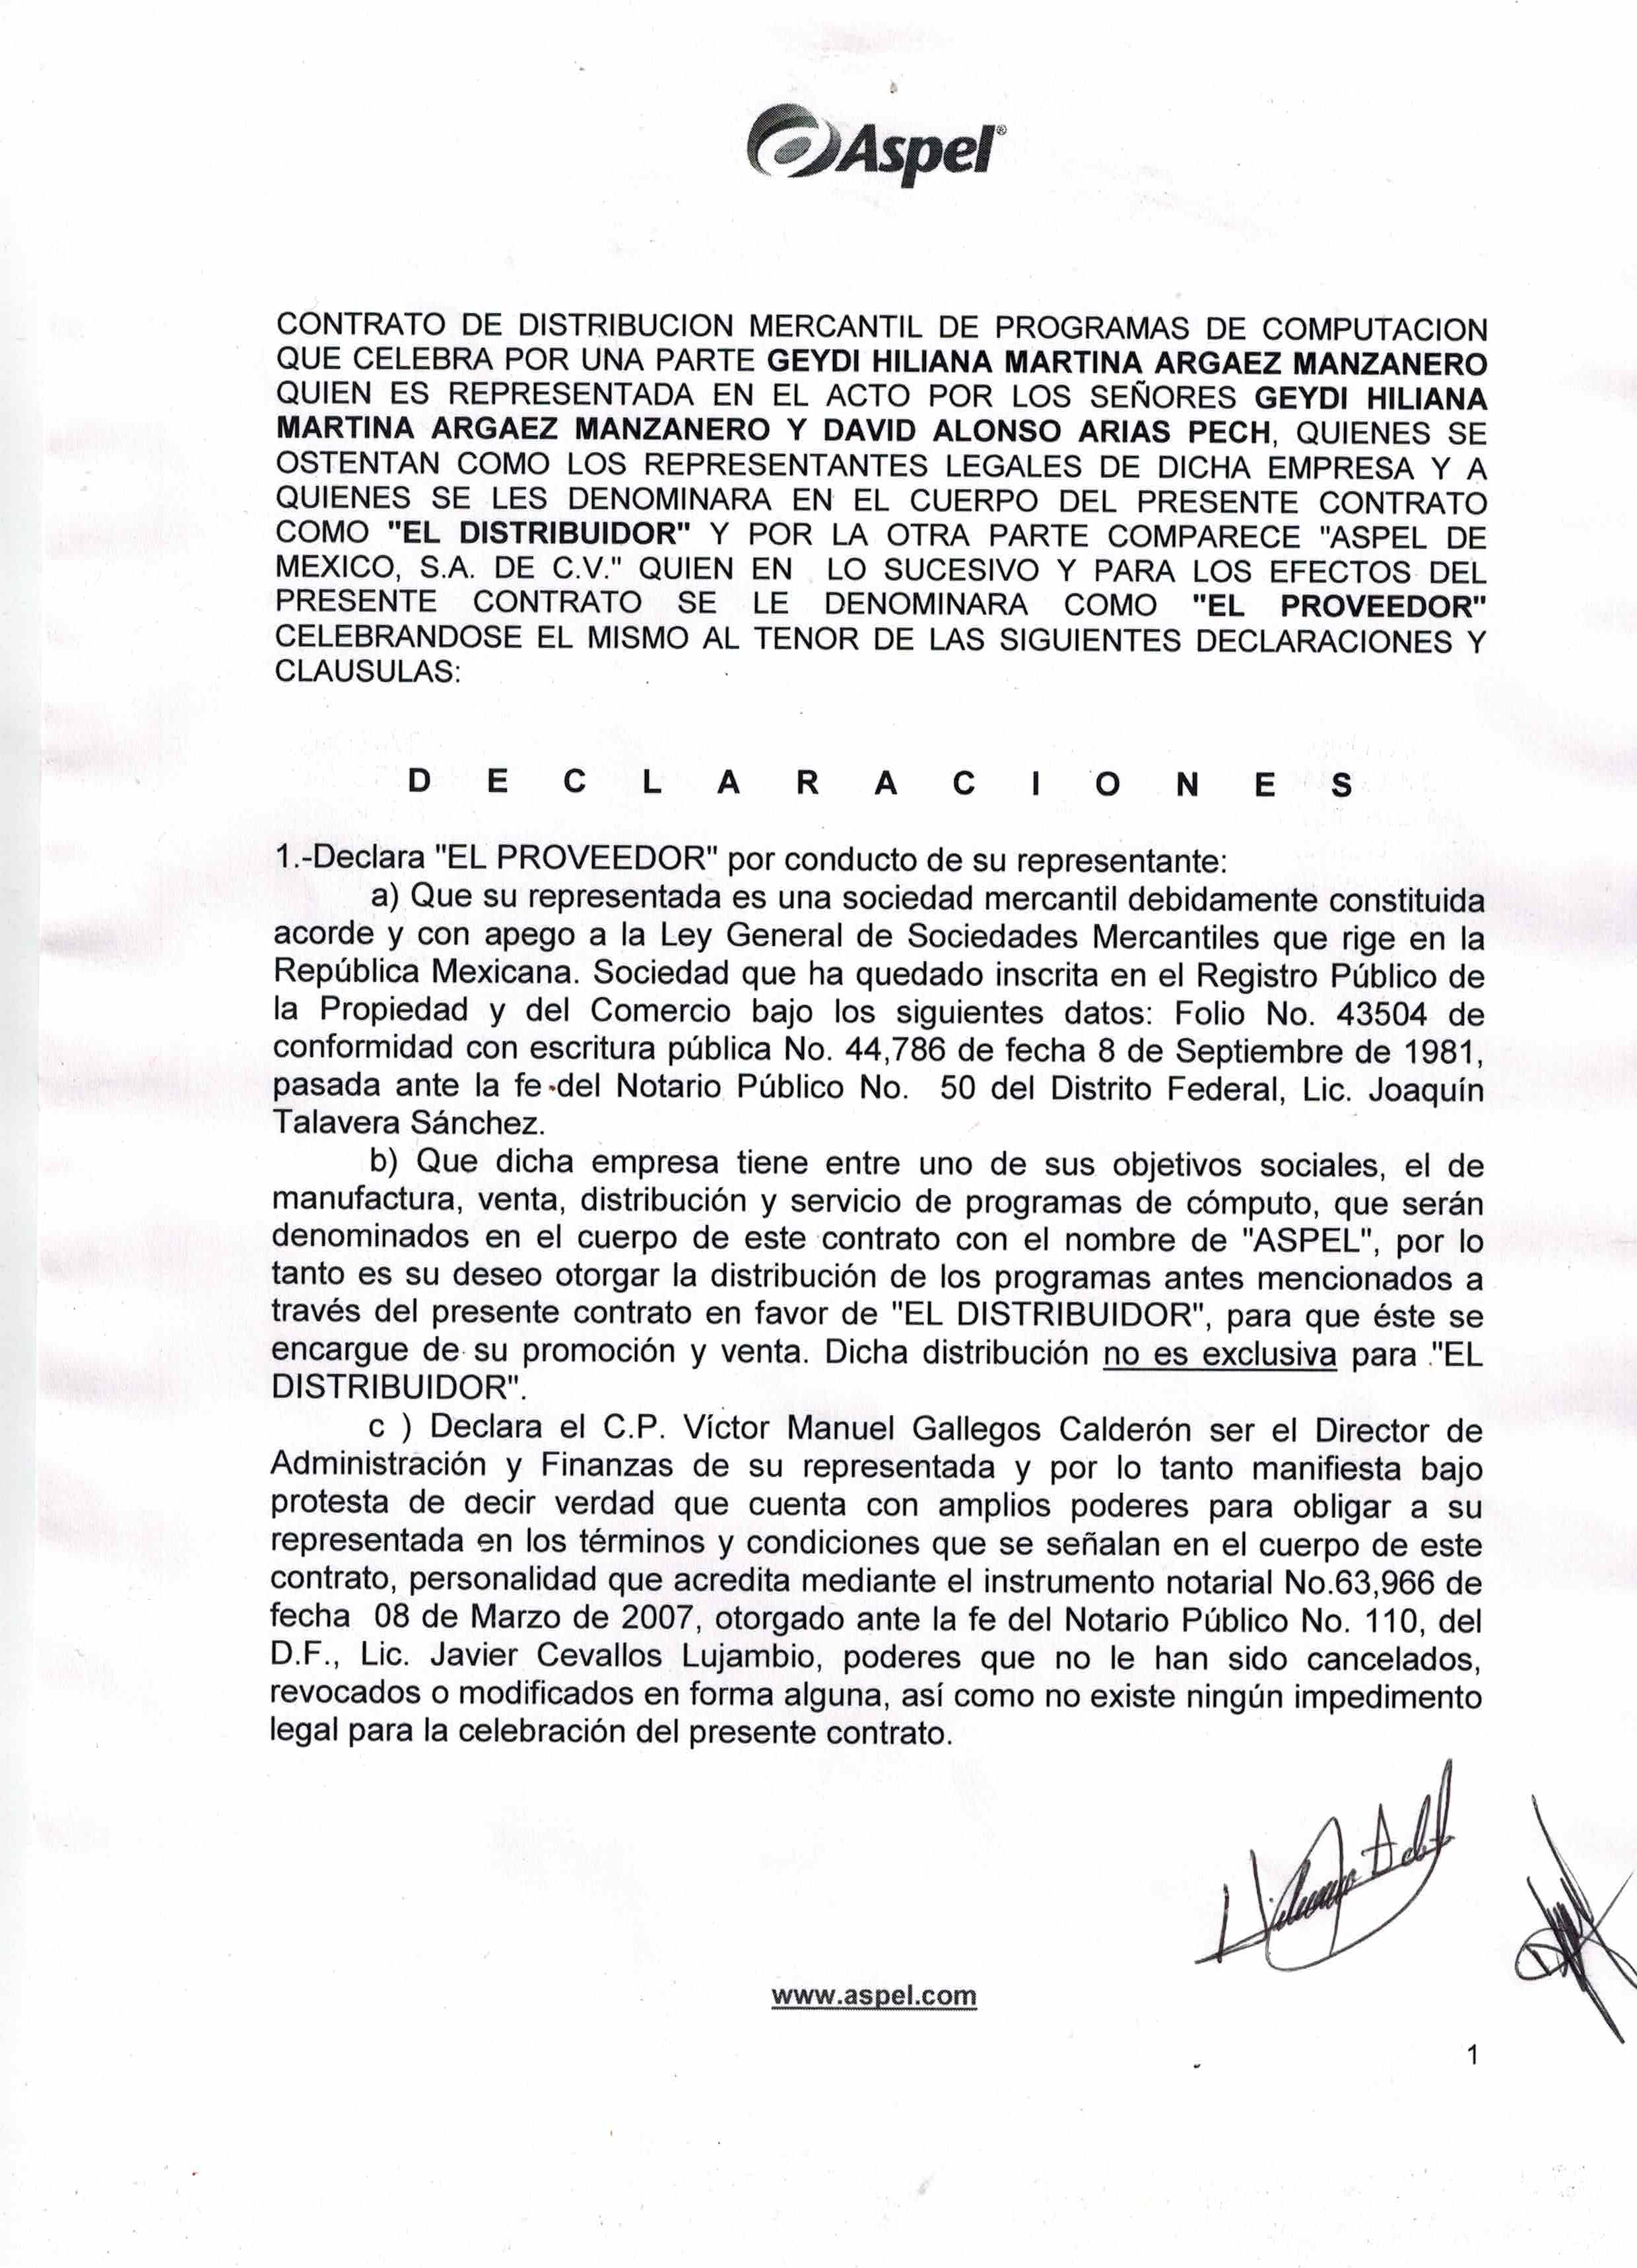 Aspel®
CONTRATO DE DISTRIBUCION MERCANTIL DE PROGRAMAS DE COMPUTACION
QUE CELEBRA POR UNA PARTE GEYDI HILIANA MARTINA ARGAEZ MANZANERO
QUIEN ES REPRESENTADA EN EL ACTO POR LOS SEÑORES GEYDI HILIANA
MARTINA ARGAEZ MANZANERO Y DAVID ALONSO ARIAS PECH, QUIENES SE
OSTENTAN COMO LOS REPRESENTANTES LEGALES DE DICHA EMPRESA Y A
QUIENES SE LES DENOMINARA EN EL CUERPO DEL PRESENTE CONTRATO
COMO "EL DISTRIBUIDOR" Y POR LA OTRA PARTE COMPARECE "ASPEL DE
MEXICO, S.A. DE C.V." QUIEN EN LO SUCESIVO Y PARA LOS EFECTOS DEL
PRESENTE CONTRATO SE LE DENOMINARA COMO "EL PROVEEDOR"
CELEBRANDOSE EL MISMO AL TENOR DE LAS SIGUIENTES DECLARACIONES Y
CLAUSULAS:
D E C L A R A C I O N E S
1.-Declara "EL PROVEEDOR" por conducto de su representante:
a) Que su representada es una sociedad mercantil debidamente constituida
acorde y con apego a la Ley General de Sociedades Mercantiles que rige en la
República Mexicana. Sociedad que ha quedado inscrita en el Registro Público de
la Propiedad y del Comercio bajo los siguientes datos: Folio No. 43504 de
conformidad con escritura pública No. 44,786 de fecha 8 de Septiembre de 1981,
pasada ante la fe del Notario Público No. 50 del Distrito Federal, Lic. Joaquín
Talavera Sánchez.
b) Que dicha empresa tiene entre uno de sus objetivos sociales, el de
manufactura, venta, distribución y servicio de programas de cómputo, que serán
denominados en el cuerpo de este contrato con el nombre de "ASPEL", por lo
tanto es su deseo otorgar la distribución de los programas antes mencionados a
través del presente contrato en favor de "EL DISTRIBUIDOR", para que éste se
encargue de su promoción y venta. Dicha distribución no es exclusiva para "EL
DISTRIBUIDOR".
c ) Declara el C.P. Víctor Manuel Gallegos Calderón ser el Director de
Administración y Finanzas de su representada y por lo tanto manifiesta bajo
protesta de decir verdad que cuenta con amplios poderes para obligar a su
representada en los términos y condiciones que se señalan en el cuerpo de este
contrato, personalidad que acredita mediante el instrumento notarial No.63,966 de
fecha 08 de Marzo de 2007, otorgado ante la fe del Notario Público No. 110, del
D.F., Lic. Javier Cevallos Lujambio, poderes que no le han sido cancelados,
revocados o modificados en forma alguna, así como no existe ningún impedimento
legal para la celebración del presente contrato.
www.aspel.com
1